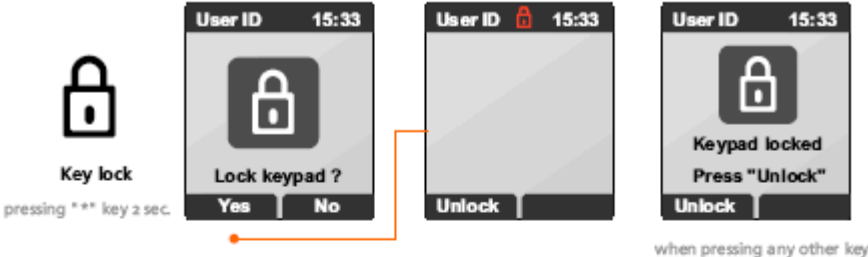 Key lock
pressing "*" key 2 sec.
User ID 15:33
Lock keypad ?
Yes No
User ID 15:33
Unlock
User ID 15:33
Keypad locked
Press "Unlock"
Unlock
when pressing any other key